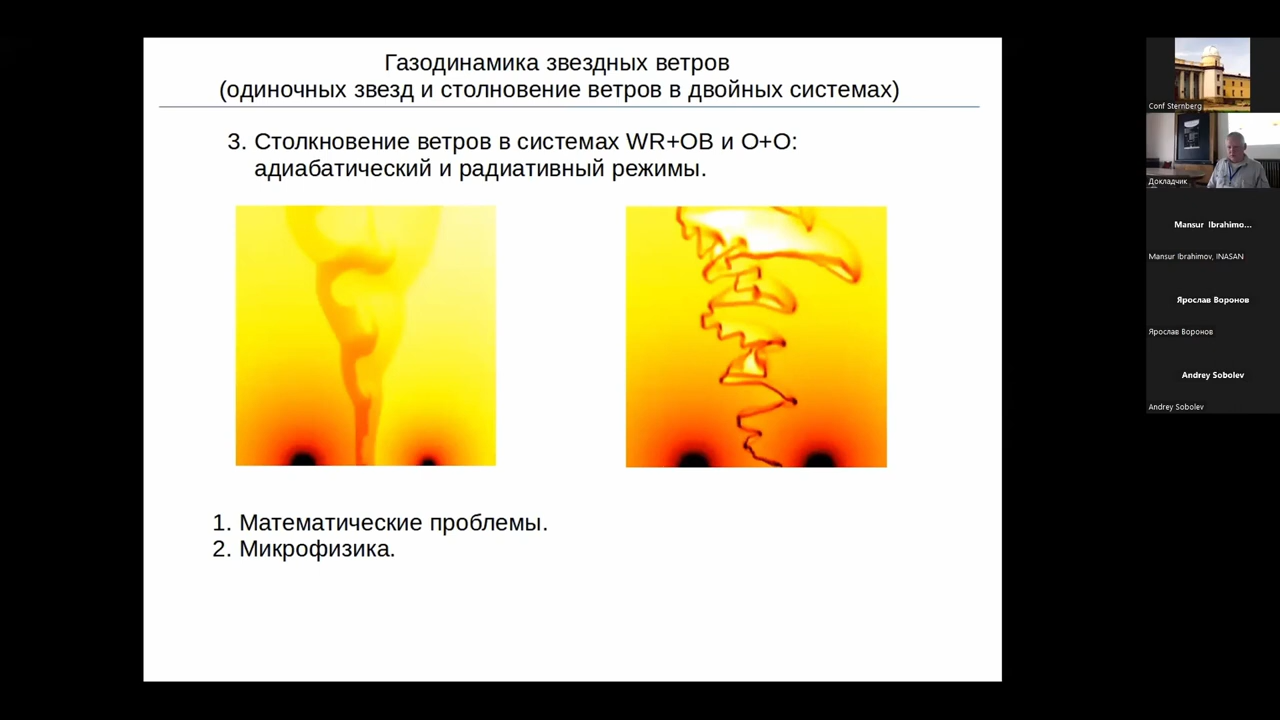 Газодинамика звездных ветров
(одиночных звезд и столновение ветров в двойных системах)
3. Столкновение ветров в системах WR+OB и O+O:
адиабатический и радиативный режимы.
1. Математические проблемы.
2. Микрофизика.
Conf Sternberg
Докладчик
Mansur Ibrahimo...
Mansur Ibrahimov, INASAN
Ярослав Воронов
Ярослав Воронов
Andrey Sobolev
Andrey Sobolev